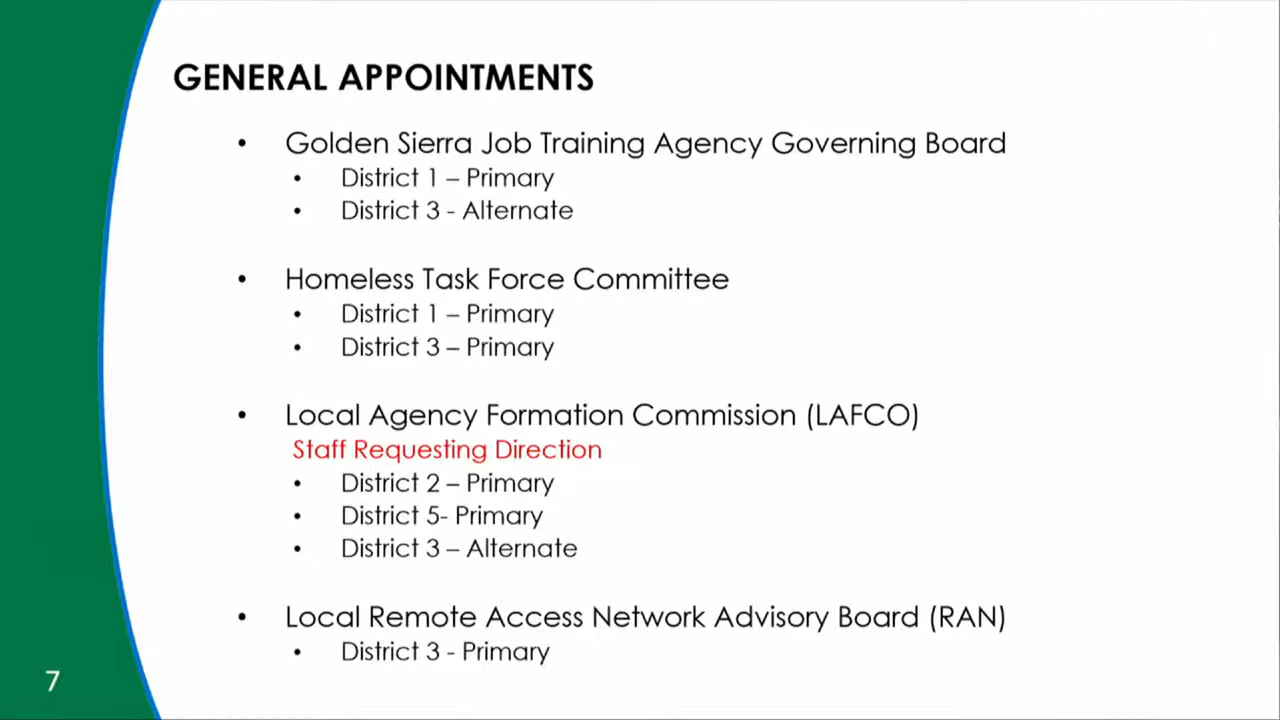 GENERAL APPOINTMENTS
• Golden Sierra Job Training Agency Governing Board
• District 1 – Primary
• District 3 - Alternate
• Homeless Task Force Committee
• District 1 – Primary
• District 3 – Primary
• Local Agency Formation Commission (LAFCO)
Staff Requesting Direction
• District 2 – Primary
• District 5- Primary
• District 3 – Alternate
• Local Remote Access Network Advisory Board (RAN)
• District 3 - Primary
7